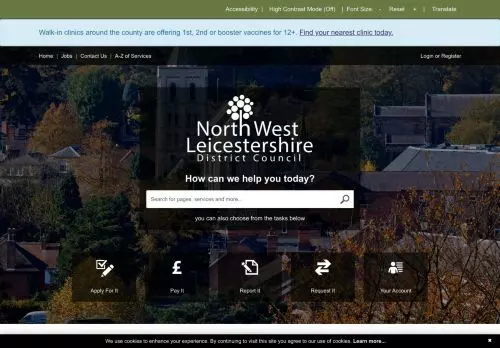 Accessibility | High Contrast Mode (Off) | Font Size: - Reset + | Translate
Walk-in clinics around the county are offering 1st, 2nd or booster vaccines for 12+. Find your nearest clinic today.
Home | Jobs | Contact Us | A-Z of Services
Login or Register
North West
Leicestershire
District Council
How can we help you today?
Search for pages, services and more...
you can also choose from the tasks below
Apply For It
£
Pay It
Report It
Request It
Your Account
We use cookies to enhance your experience. By continuing to visit this site you agree to our use of cookies. Learn more...